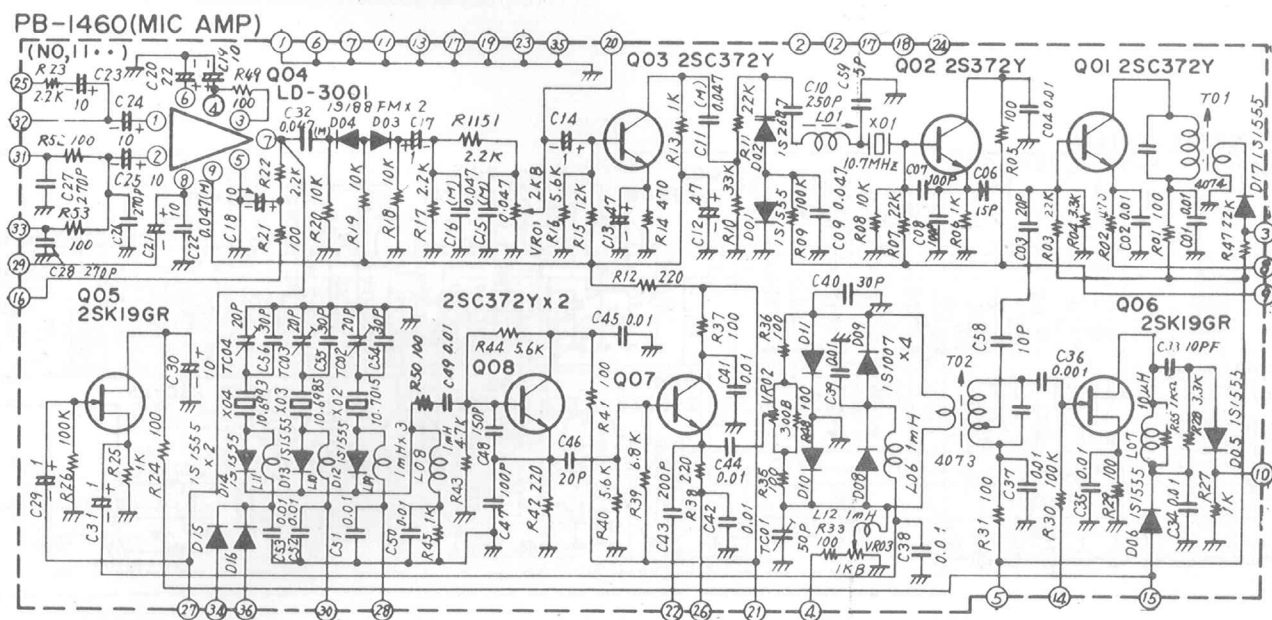 PB-1460(MIC AMP)
(NO,11··)
1 6 7 11 13 17 19 23 35 20 2 12 17 18 24
Q04
LD-3001
Q03 2SC372Y
Q02 2S372Y
Q01 2SC372Y
T01
25 R23 2.2K C23 10
C20 22
C14 10
R49 100
32 C24 1
31 R52 100 C25 10
C27 270P
33 R53 100
C28 270P
29
16
C21 10
C22 0.047(M)
C18 10
R22 2.2K
R21 100
C32 0.047 (M)
1S188FM×2
D04 D03
C17 1
R20 10K
R19 10K
R18 10K
R17 2.2K
R1151
2.2K
C16 (M) 0.047
C15 (M) 0.047
VR01 2KB
C14 1
R16 5.6K
R15 12K
C13 47
R14 470
R13 1K
C11 (M) 0.047
C12 47
R11 22K
R10 33K
D02 1S2687
D01 1S1555
R09 100K
C09 0.047
C10
250P
L01
C59 5P
X01
10.7MHz
R08 10K
R07 22K
C07 100P
C08
R06 1K
C06
15P
R05 100
C04 0.01
C03 20P
R03 22K
R04 3.3K
R02 470
C02 0.01
R01 100
C01 0.01
4074
D17 1S1555
R47 22K
R12 220
Q05
2SK19GR
2SC372Y×2
Q08
Q07
Q06
2SK19GR
TC04 20P
C56 30P
TC03 20P
C55 30P
TC02 20P
C54 30P
X04 10.6983
X03 10.6985
X02 10.7015
R44 5.6K
C45 0.01
R50 100
C49 0.01
C30 10
R24 100
R25 1K
R26 100K
C29 1
C31 1
1S1555 ×2
D15 D16
D14 1S1555
D13 1S1555
D12 1S1555
L11 L10 L09
1mH×3
L08 1mH
C53 0.01
C52 0.01
C51 0.01
C50 0.01
R45 1K
R43 4.7K
C48 150P
C47 100P
R42 220
C46
20P
R41 100
R40 5.6K
R39 6.8K
C43 200P
R38 220
C42 0.01
C44
0.01
R37 100
C41 0.01
R36 100
VR02 300B
R35 100
TC01 50P
C40 30P
D11 D09
D10 D08
C39
1S1007 ×4
L06 1mH
L12 1mH
R33
100
VR03
1KB
C38 0.01
T02
4073
C58 10P
C36
0.001
R31 100
C37 0.01
R30 100K
C35 0.01
R29 100
C33 10PF
10μH
L07
R28 3.3K
D05 1S1555
D06 1S1555
C34 0.01
R27 1K
10
27 34 36 30 28 22 26 21 4 5 14 15